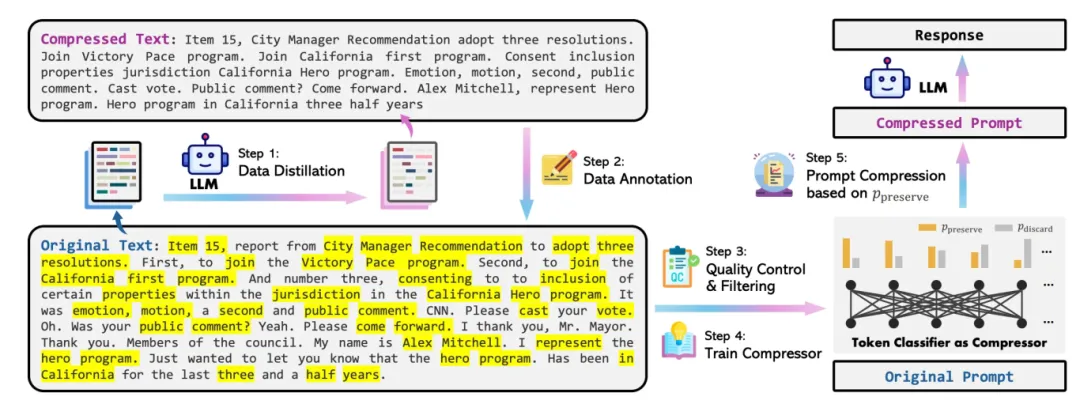 Compressed Text: Item 15, City Manager Recommendation adopt three resolutions.
Join Victory Pace program. Join California first program. Consent inclusion
properties jurisdiction California Hero program. Emotion, motion, second, public
comment. Cast vote. Public comment? Come forward. Alex Mitchell, represent Hero
program. Hero program in California three half years
LLM
Step 1:
Data Distillation
Step 2:
Data Annotation
Original Text: Item 15, report from City Manager Recommendation to adopt three
resolutions. First, to join the Victory Pace program. Second, to join the
California first program. And number three, consenting to to inclusion of
certain properties within the jurisdiction in the California Hero program. It
was emotion, motion, a second and public comment. CNN. Please cast your vote.
Oh. Was your public comment? Yeah. Please come forward. I thank you, Mr. Mayor.
Thank you. Members of the council. My name is Alex Mitchell. I represent the
hero program. Just wanted to let you know that the hero program. Has been in
California for the last three and a half years.
QC
Step 3:
Quality Control
& Filtering
Step 4:
Train Compressor
Response
LLM
Compressed Prompt
Step 5:
Prompt Compression
based on p_preserve
p_preserve p_discard
...
...
...
Token Classifier as Compressor
Original Prompt